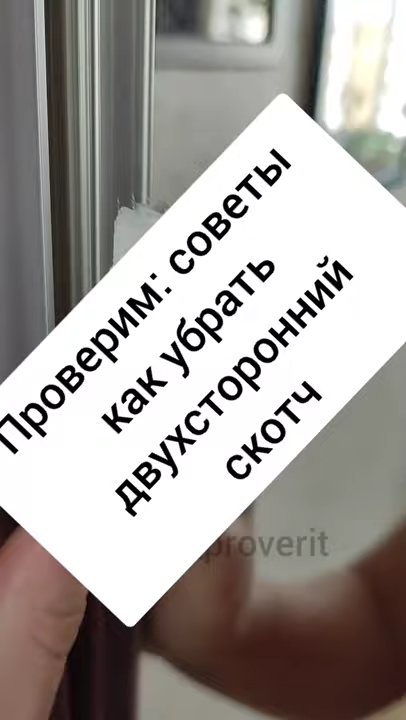 Проверим: советы
как убрать
двухсторонний
скотч
proverit